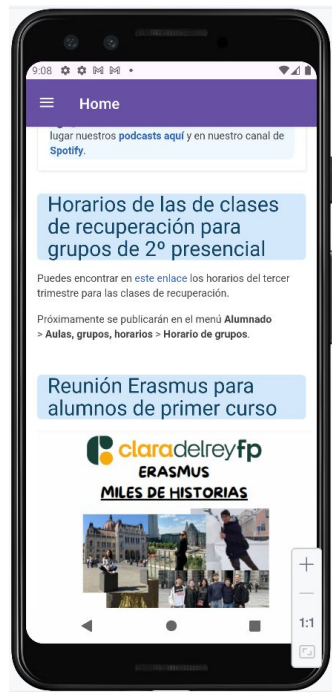 9:08
Home
lugar nuestros podcasts aquí y en nuestro canal de
Spotify.
Horarios de las de clases
de recuperación para
grupos de 2º presencial
Puedes encontrar en este enlace los horarios del tercer
trimestre para las clases de recuperación.
Próximamente se publicarán en el menú Alumnado
> Aulas, grupos, horarios > Horario de grupos.
Reunión Erasmus para
alumnos de primer curso
claradelreyfp
ERASMUS
MILES DE HISTORIAS
1:1